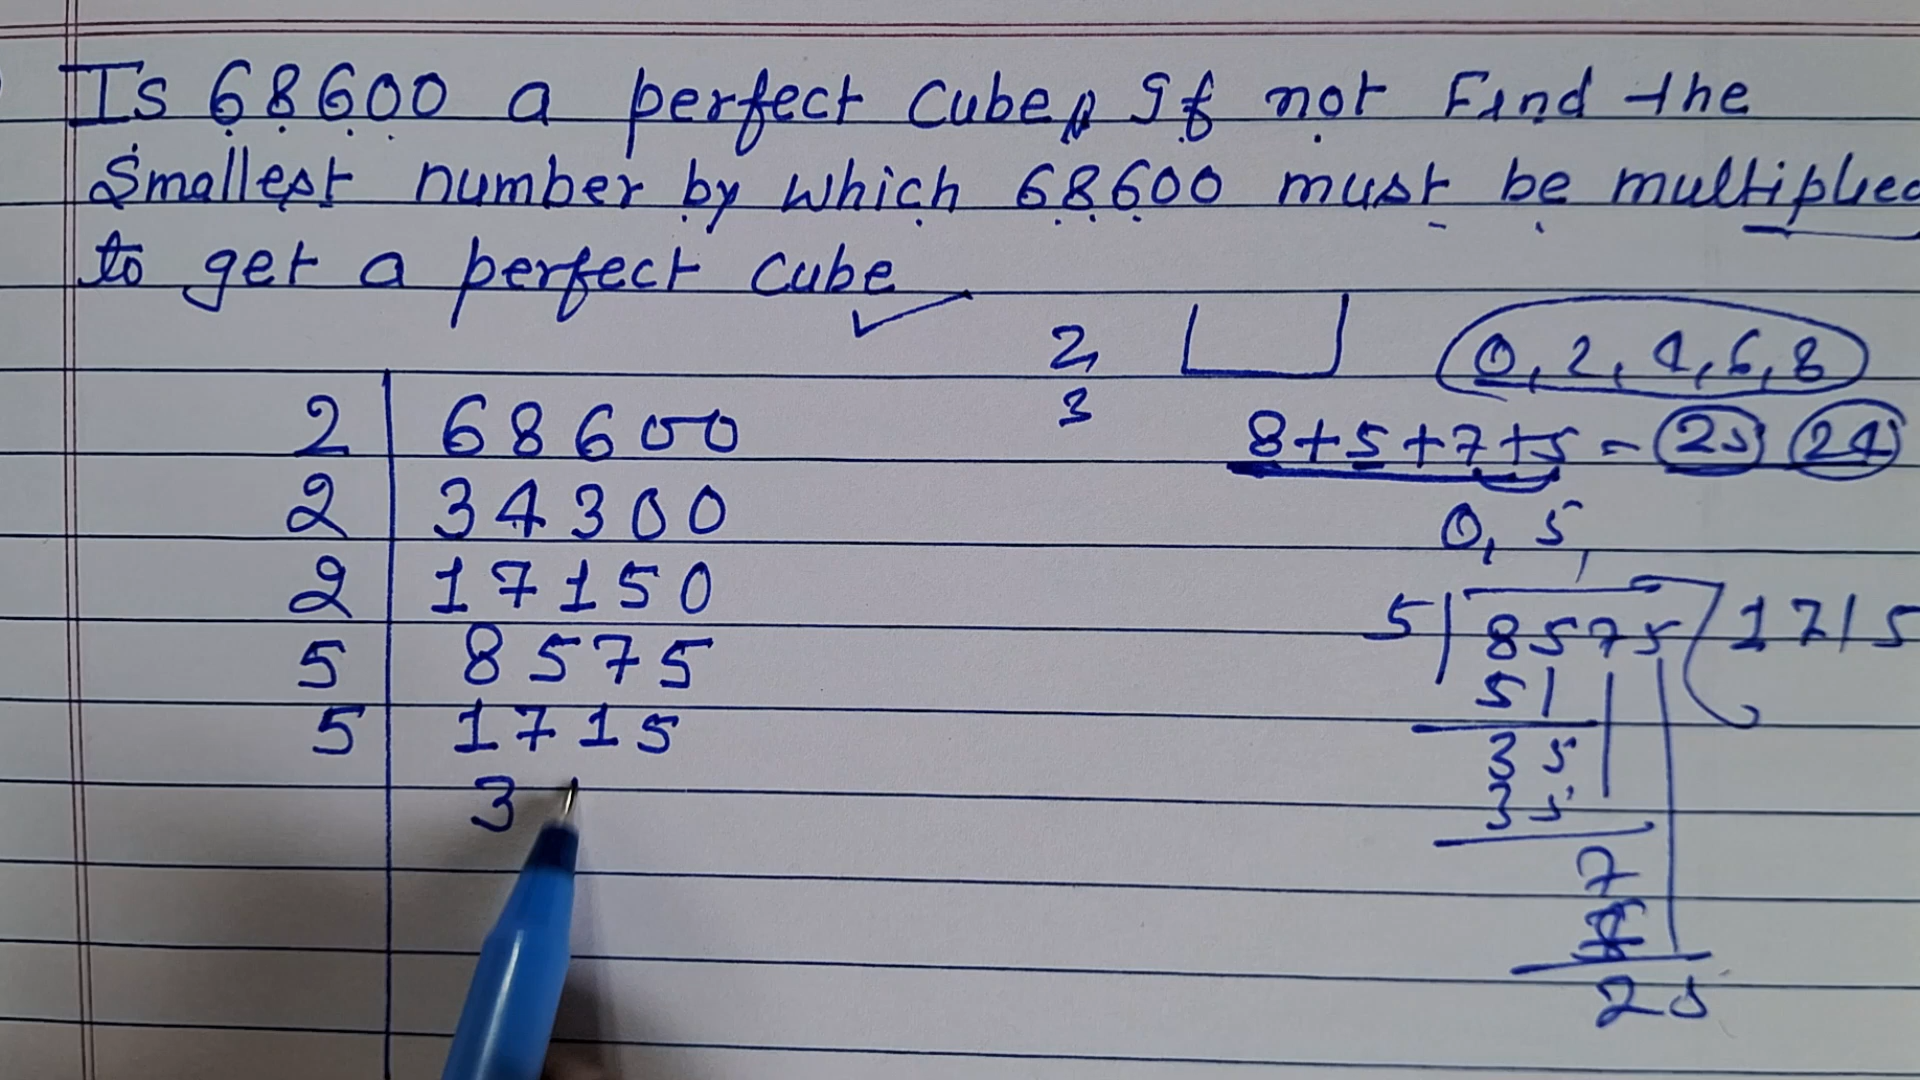 Is 68600 a perfect cube, If not Find the
Smallest number by which 68600 must be multiplied
to get a perfect cube
2 0, 2, 4, 6, 8
3
8+5+7+5 = 25 24
0, 5
2 68600
2 34300
2 17150
5 8575
5 1715
3
5 8575 1715
5
35
35
7
25